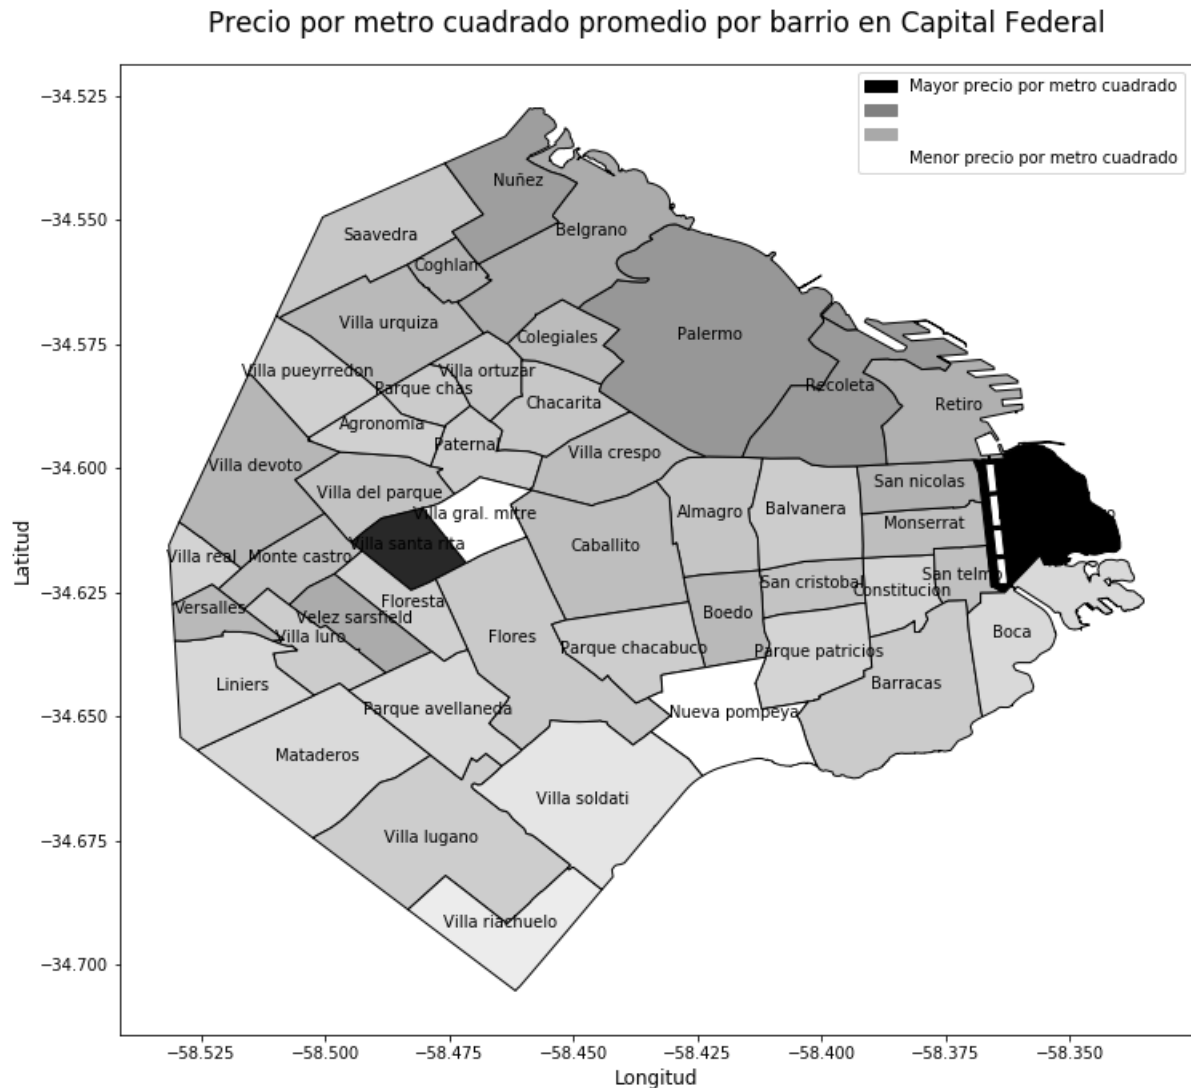 Precio por metro cuadrado promedio por barrio en Capital Federal
Mayor precio por metro cuadrado
Menor precio por metro cuadrado
Latitud
−34.525
−34.550
−34.575
−34.600
−34.625
−34.650
−34.675
−34.700
Nuñez
Saavedra
Belgrano
Coghlan
Villa urquiza
Colegiales
Palermo
Villa pueyrredon
Villa ortuzar
Parque chas
Recoleta
Chacarita
Retiro
Agronomia
Paternal
Villa crespo
Villa devoto
San nicolas
Villa del parque
Villa gral. mitre
Almagro
Balvanera
Monserrat
Villa real
Monte castro
Villa santa rita
Caballito
San cristobal
San telmo
Constitucion
Versalles
Floresta
Velez sarsfield
Boedo
Villa luro
Flores
Boca
Parque chacabuco
Parque patricios
Liniers
Barracas
Parque avellaneda
Nueva pompeya
Mataderos
Villa soldati
Villa lugano
Villa riachuelo
−58.525 −58.500 −58.475 −58.450 −58.425 −58.400 −58.375 −58.350
Longitud